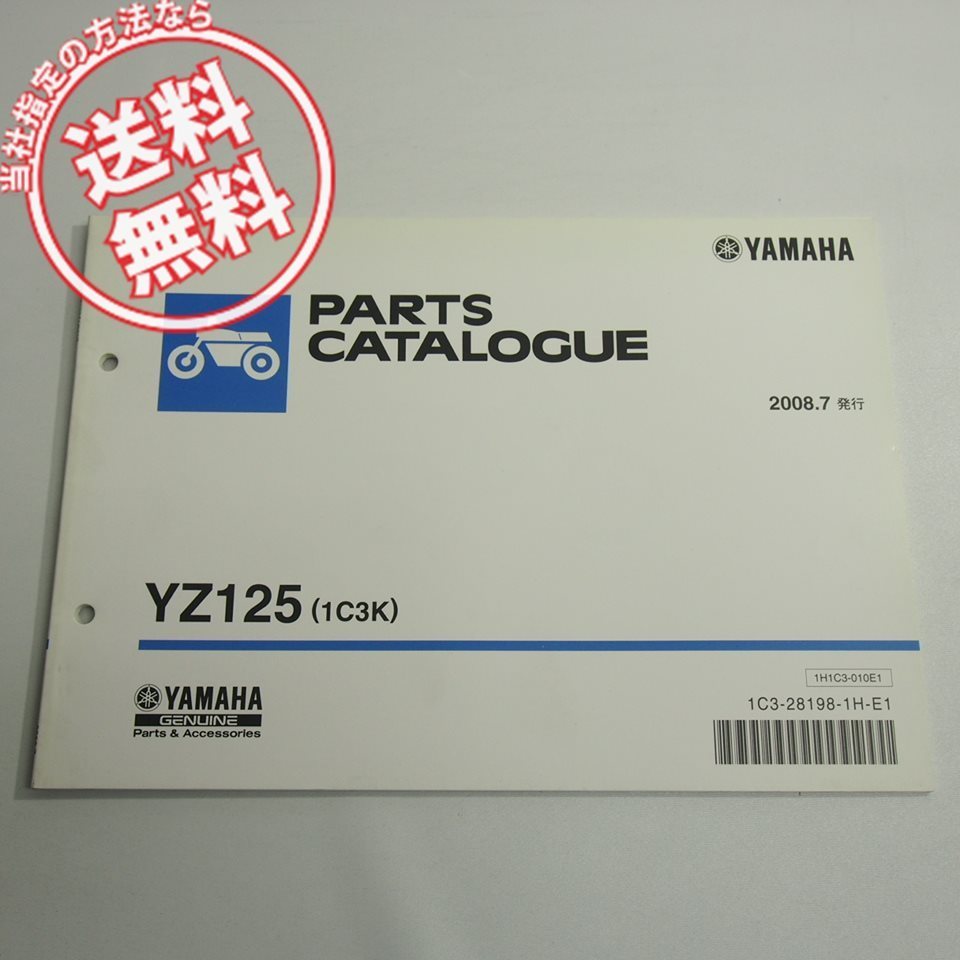 当社指定の方法なら
送料
無料
YAMAHA
PARTS
CATALOGUE
2008.7 発行
YZ125 (1C3K)
1H1C3-010E1
1C3-28198-1H-E1
YAMAHA
GENUINE
Parts & Accessories